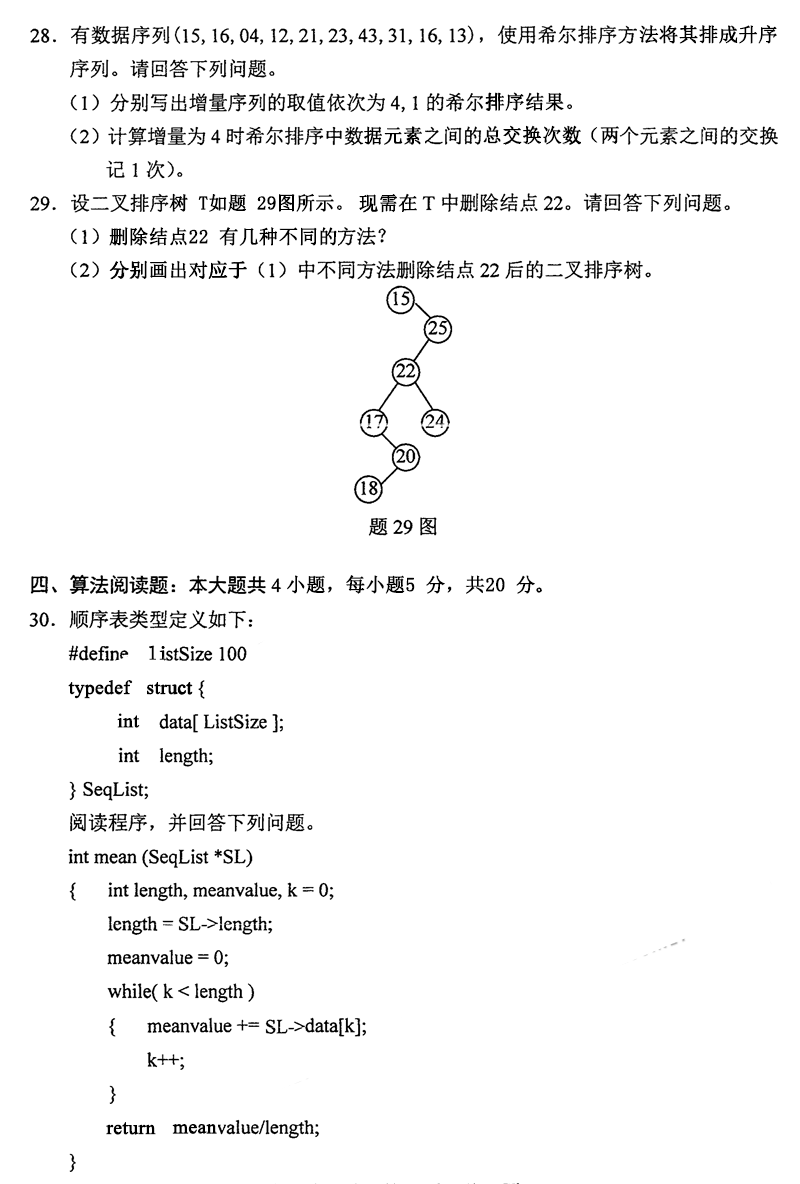 28．有数据序列(15, 16, 04, 12, 21, 23, 43, 31, 16, 13)，使用希尔排序方法将其排成升序
序列。请回答下列问题。
（1）分别写出增量序列的取值依次为 4, 1 的希尔排序结果。
（2）计算增量为 4 时希尔排序中数据元素之间的总交换次数（两个元素之间的交换
记 1 次）。
29．设二叉排序树 T如题 29图所示。 现需在 T 中删除结点 22。请回答下列问题。
（1）删除结点22 有几种不同的方法？
（2）分别画出对应于（1）中不同方法删除结点 22 后的二叉排序树。
15
25
22
17 24
20
18
题 29 图
四、算法阅读题：本大题共 4 小题，每小题5 分，共20 分。
30．顺序表类型定义如下：
#define listSize 100
typedef struct {
int data[ ListSize ];
int length;
} SeqList;
阅读程序，并回答下列问题。
int mean (SeqList *SL)
{ int length, meanvalue, k = 0;
length = SL->length;
meanvalue = 0;
while( k < length )
{ meanvalue += SL->data[k];
k++;
}
return meanvalue/length;
}